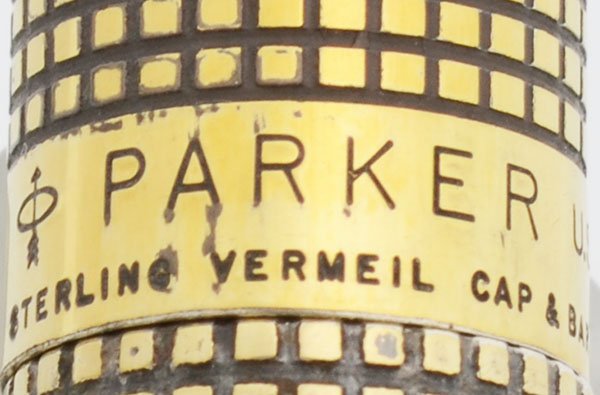 PARKER
STERLING VERMEIL CAP &